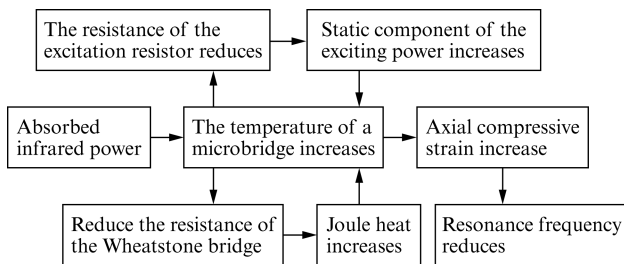 The resistance of the
excitation resistor reduces
Static component of the
exciting power increases
Absorbed
infrared power
The temperature of a
microbridge increases
Axial compressive
strain increase
Reduce the resistance of
the Wheatstone bridge
Joule heat
increases
Resonance frequency
reduces